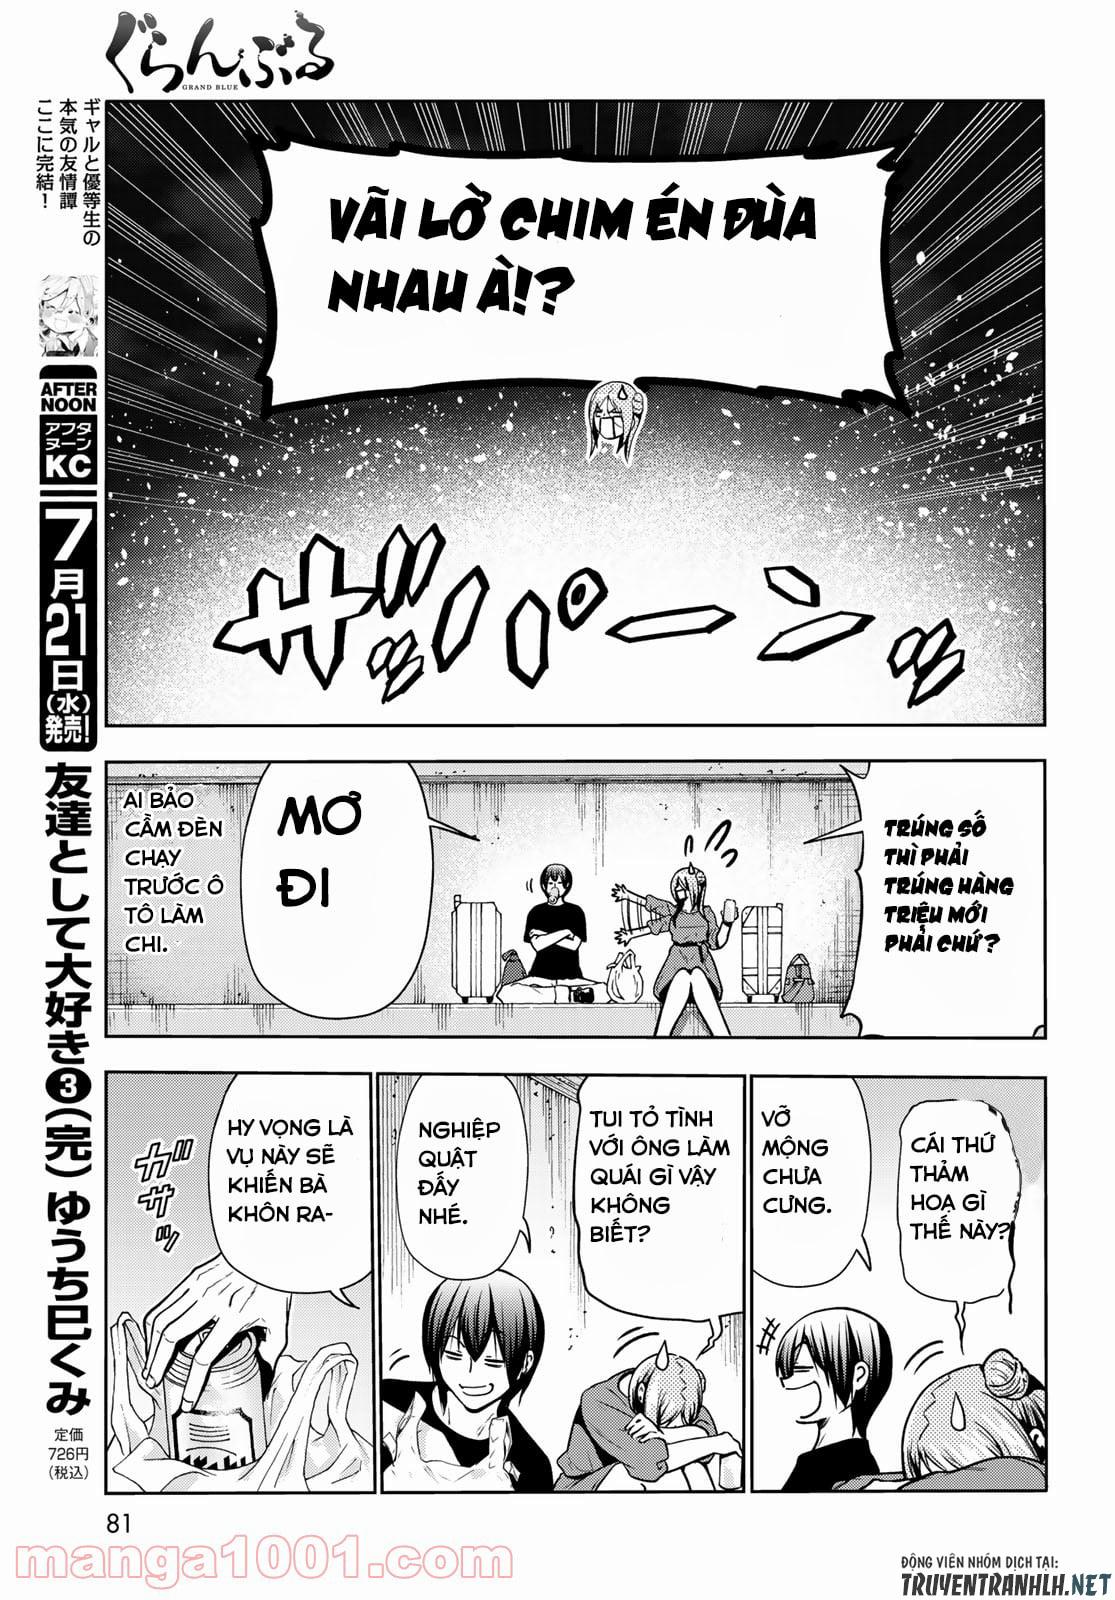 ぐらんぶる
GRAND BLUE
ギャルと優等生の
本気の友情譚
ここに完結!
AFTER
NOON
アフタ
ヌーン
KC
7月21日(水)発売!
友達として大好き❸(完) ゆうち巳くみ
定価
726円
(税込)
VÃI LỜ CHIM ÉN ĐÙA
NHAU À!?
ザッパーンッ
TRÚNG SỐ
THÌ PHẢI
TRÚNG HÀNG
TRIỆU MỚI
PHẢI CHỨ?
MƠ
ĐI
AI BẢO
CẦM ĐÈN
CHẠY
TRƯỚC Ô
TÔ LÀM
CHI.
CÁI THỨ
THẢM
HOẠ GÌ
THẾ NÀY?
VỠ
MỘNG
CHƯA
CƯNG.
TUI TỎ TÌNH
VỚI ÔNG LÀM
QUÁI GÌ VẬY
KHÔNG
BIẾT?
NGHIỆP
QUẬT
ĐẤY
NHÉ.
HY VỌNG LÀ
VỤ NÀY SẼ
KHIẾN BÀ
KHÔN RA-
ガサッ
81
manga1001.com
ĐỘNG VIÊN NHÓM DỊCH TẠI:
TRUYENTRANHLH.NET